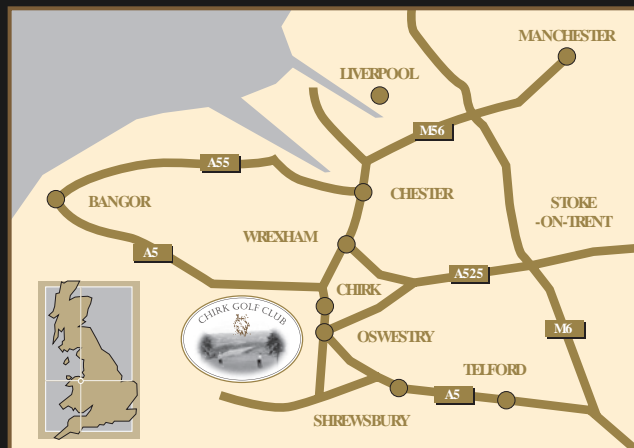 MANCHESTER
LIVERPOOL
M56
A55
CHESTER
BANGOR
STOKE
-ON-TRENT
WREXHAM
A5
A525
CHIRK
CHIRK GOLF CLUB
M6
OSWESTRY
TELFORD
A5
SHREWSBURY